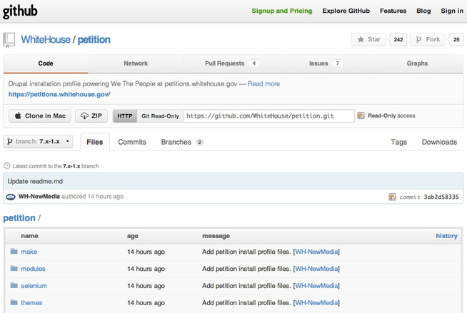 github
Signup and Pricing Explore GitHub Features Blog Sign in
WhiteHouse / petition
Star 242 Fork 25
Code Network Pull Requests 4 Issues 7 Graphs
Drupal installation profile powering We The People at petitions.whitehouse.gov — Read more
https://petitions.whitehouse.gov/
Clone in Mac ZIP HTTP Git Read-Only https://github.com/WhiteHouse/petition.git Read-Only access
branch: 7.x-1.x Files Commits Branches 2 Tags Downloads
Latest commit to the 7.x-1.x branch
Update readme.md
WH-NewMedia authored 14 hours ago commit 3ab2d58335
petition /
name age message history
make 14 hours ago Add petition install profile files. [WH-NewMedia]
modules 14 hours ago Add petition install profile files. [WH-NewMedia]
selenium 14 hours ago Add petition install profile files. [WH-NewMedia]
themes 14 hours ago Add petition install profile files. [WH-NewMedia]